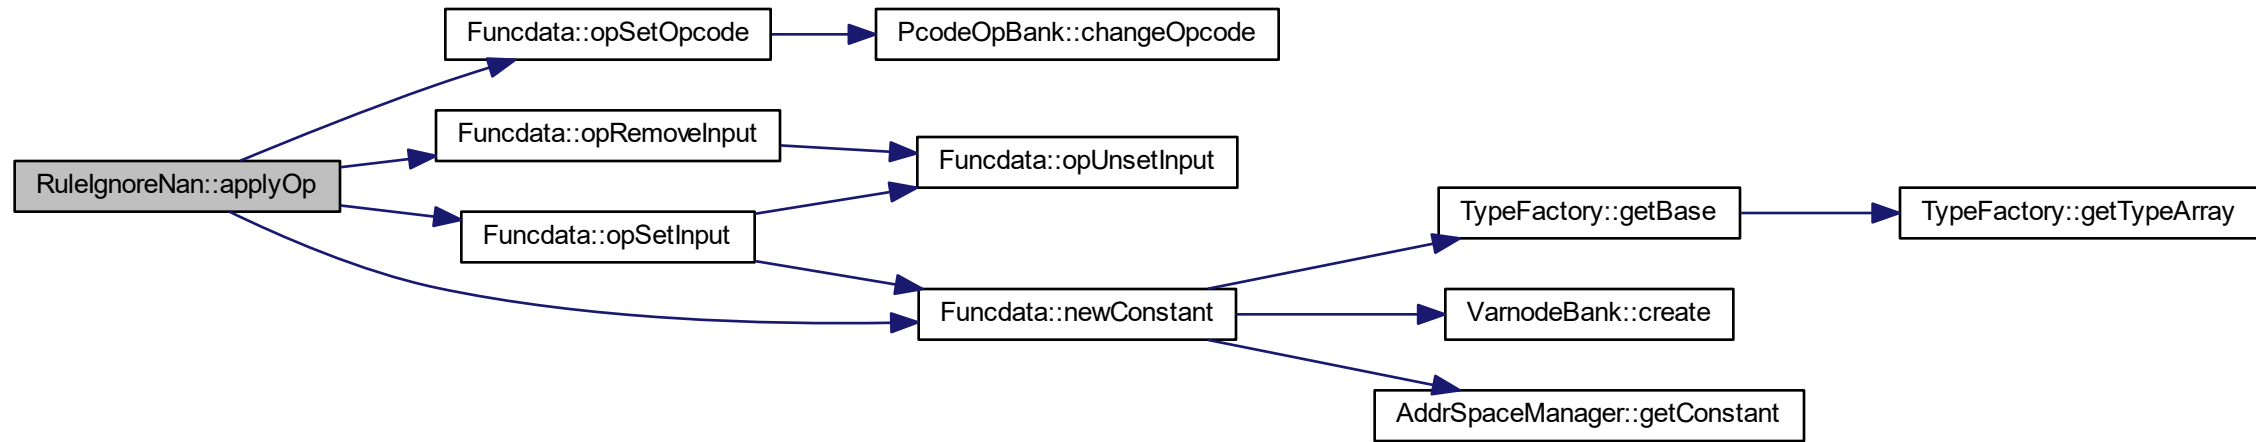 Funcdata::opSetOpcode
PcodeOpBank::changeOpcode
Funcdata::opRemoveInput
Funcdata::opUnsetInput
RuleIgnoreNan::applyOp
TypeFactory::getBase
TypeFactory::getTypeArray
Funcdata::opSetInput
Funcdata::newConstant
VarnodeBank::create
AddrSpaceManager::getConstant